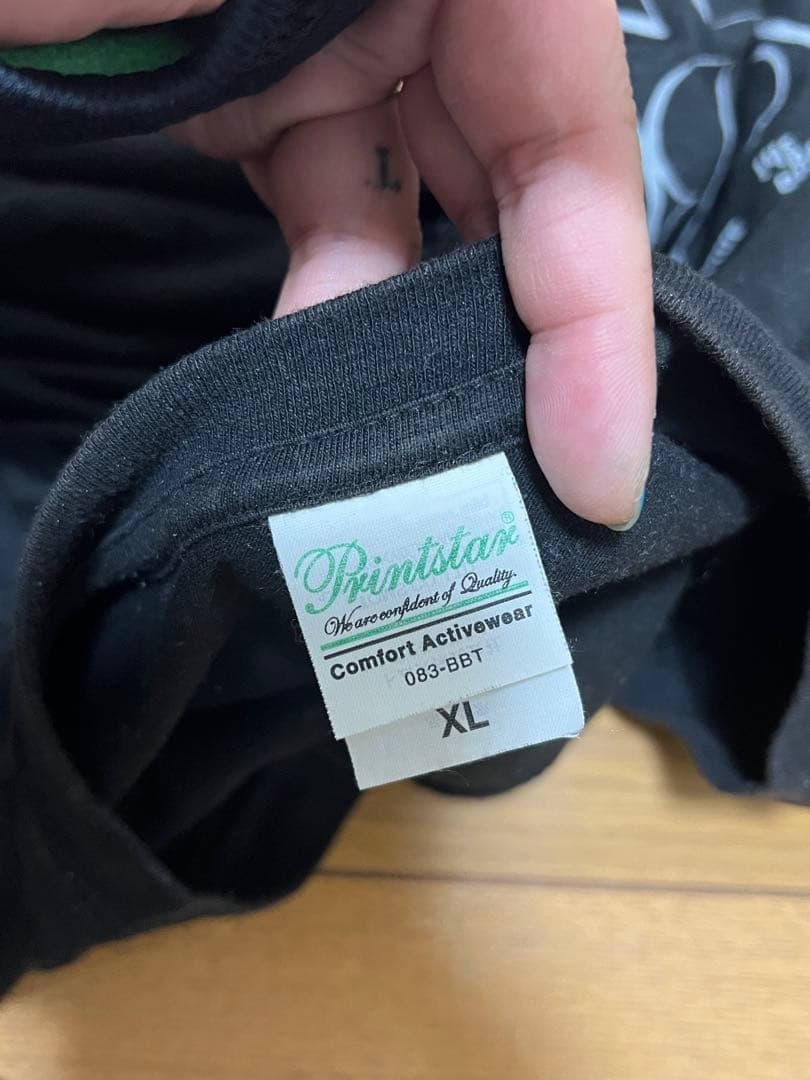 Printstar®
We are confident of Quality.
Comfort Activewear
083-BBT
XL